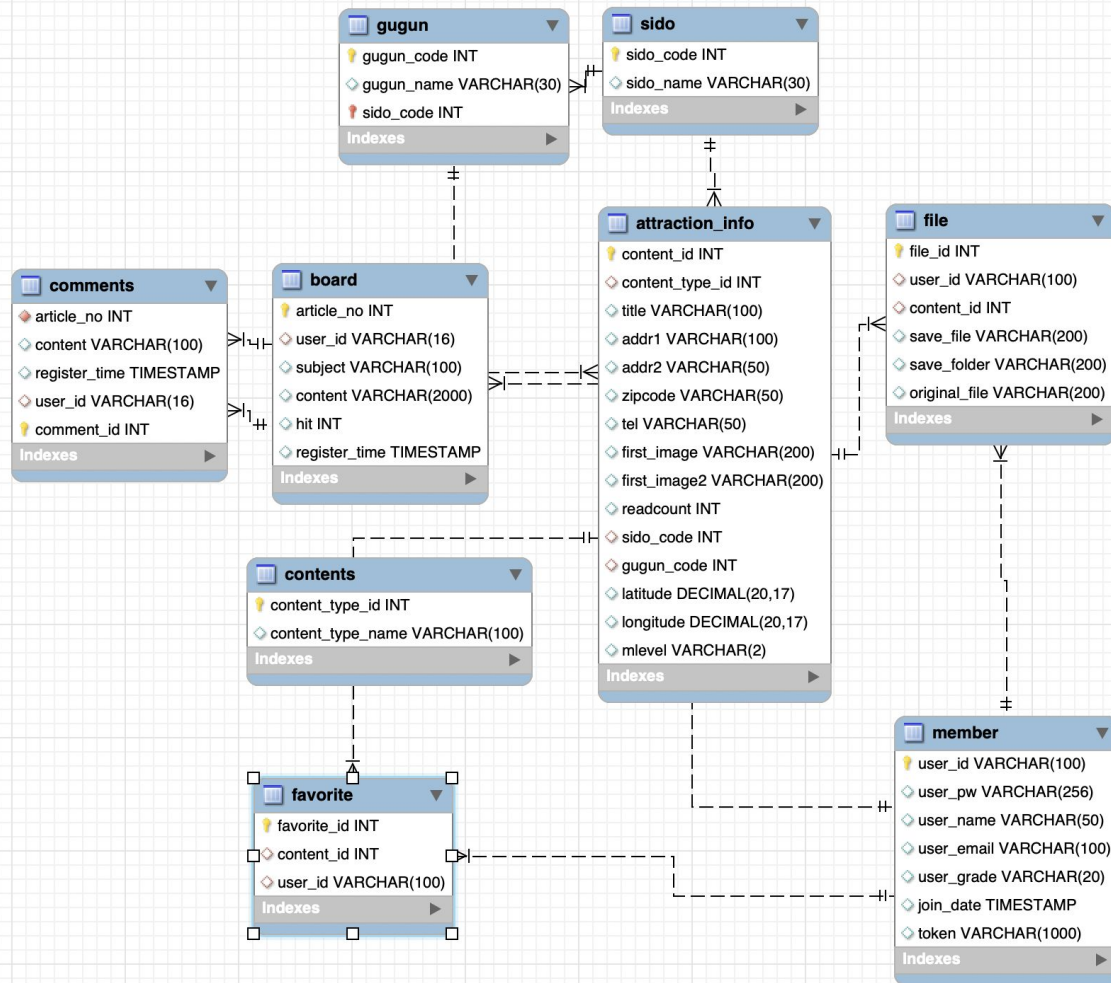 gugun
gugun_code INT
gugun_name VARCHAR(30)
sido_code INT
Indexes
sido
sido_code INT
sido_name VARCHAR(30)
Indexes
attraction_info
content_id INT
content_type_id INT
title VARCHAR(100)
addr1 VARCHAR(100)
addr2 VARCHAR(50)
zipcode VARCHAR(50)
tel VARCHAR(50)
first_image VARCHAR(200)
first_image2 VARCHAR(200)
readcount INT
sido_code INT
gugun_code INT
latitude DECIMAL(20,17)
longitude DECIMAL(20,17)
mlevel VARCHAR(2)
Indexes
file
file_id INT
user_id VARCHAR(100)
content_id INT
save_file VARCHAR(200)
save_folder VARCHAR(200)
original_file VARCHAR(200)
Indexes
comments
article_no INT
content VARCHAR(100)
register_time TIMESTAMP
user_id VARCHAR(16)
comment_id INT
Indexes
board
article_no INT
user_id VARCHAR(16)
subject VARCHAR(100)
content VARCHAR(2000)
hit INT
register_time TIMESTAMP
Indexes
contents
content_type_id INT
content_type_name VARCHAR(100)
Indexes
favorite
favorite_id INT
content_id INT
user_id VARCHAR(100)
Indexes
member
user_id VARCHAR(100)
user_pw VARCHAR(256)
user_name VARCHAR(50)
user_email VARCHAR(100)
user_grade VARCHAR(20)
join_date TIMESTAMP
token VARCHAR(1000)
Indexes